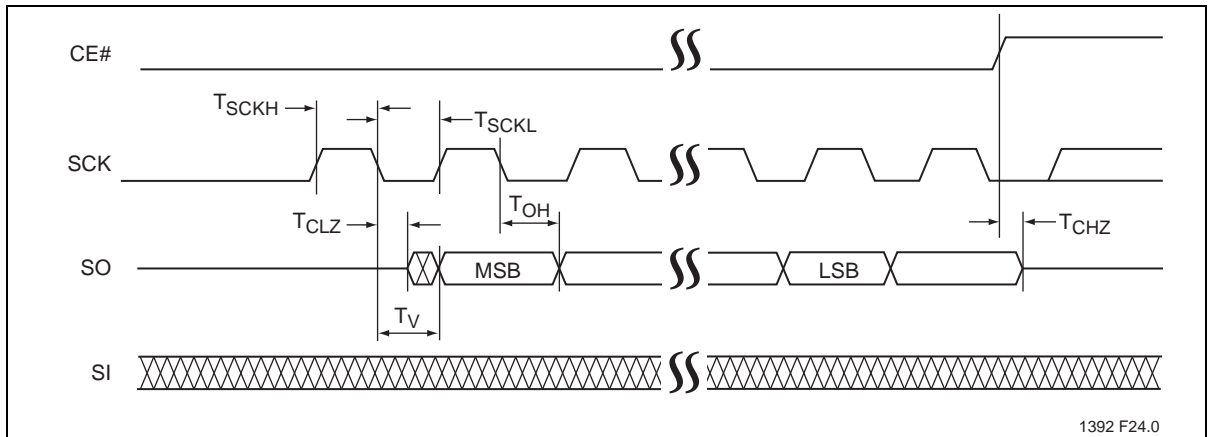 CE#
TSCKH
TSCKL
SCK
TOH
TCLZ
TCHZ
SO
MSB
LSB
TV
SI
1392 F24.0